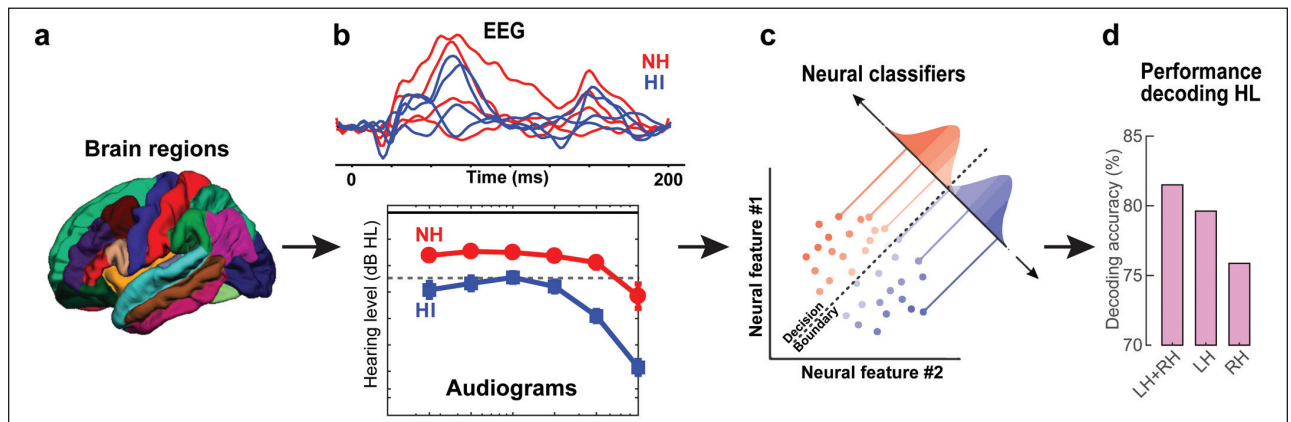 a
Brain regions
b
EEG
NH
HI
0
Time (ms)
200
Hearing level (dB HL)
NH
HI
Audiograms
c
Neural classifiers
Neural feature #1
Decision
Boundary
Neural feature #2
d
Performance
decoding HL
Decoding accuracy (%)
85
80
75
70
LH+RH
LH
RH